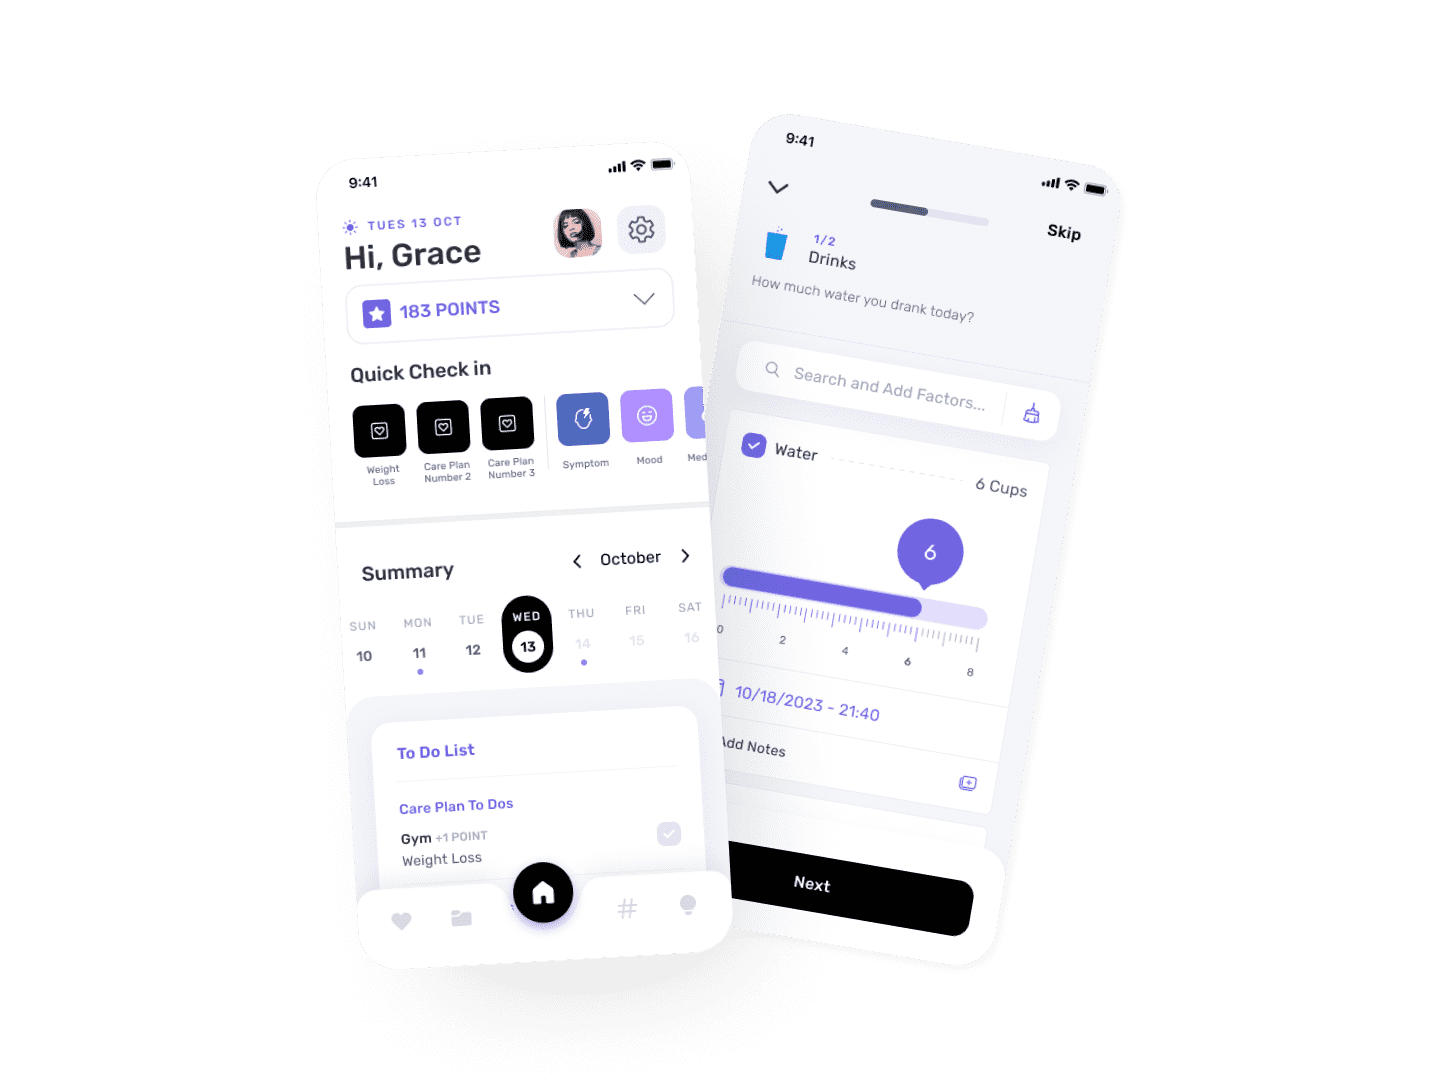 9:41
TUES 13 OCT
Hi, Grace
183 POINTS
Quick Check in
Weight
Loss
Care Plan
Number 2
Care Plan
Number 3
Symptom
Mood
Med
Summary
October
SUN MON TUE WED THU FRI SAT
10 11 12 13 14 15 16
To Do List
Care Plan To Dos
Gym +1 POINT
Weight Loss
9:41
Skip
1/2
Drinks
How much water you drank today?
Search and Add Factors...
Water
6 Cups
6
0 2 4 6 8
10/18/2023 - 21:40
Add Notes
Next